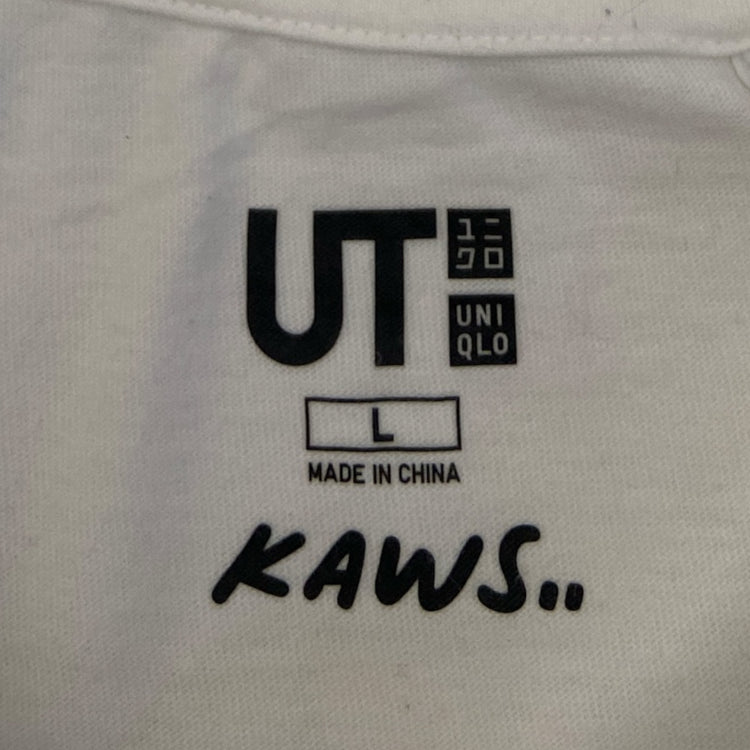 UT
ユニ
クロ
UNI
QLO
L
MADE IN CHINA
KAWS..